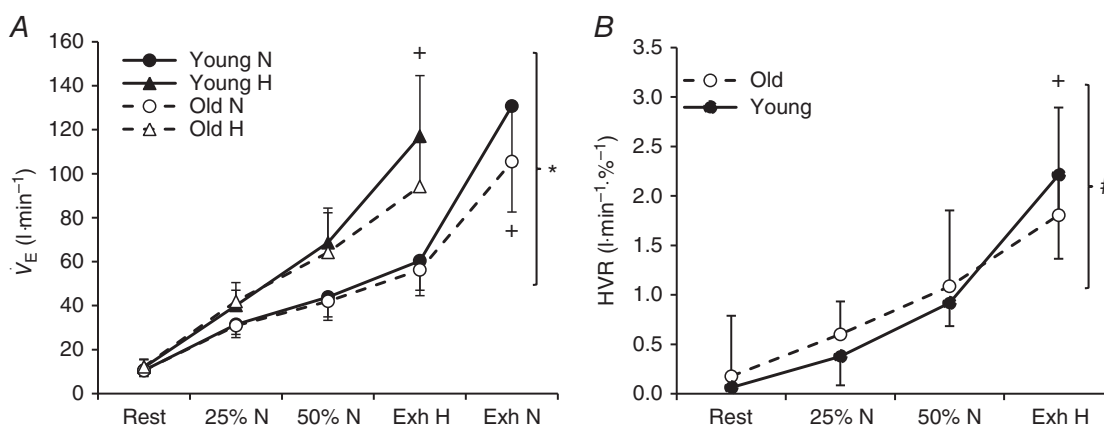 A
160
140
120
100
80
60
40
20
0
V̇E (l·min−1)
Young N
Young H
Old N
Old H
+
+
*
Rest 25% N 50% N Exh H Exh N
B
3.5
3.0
2.5
2.0
1.5
1.0
0.5
0.0
HVR (l·min−1·%−1)
Old
Young
+
Rest 25% N 50% N Exh H